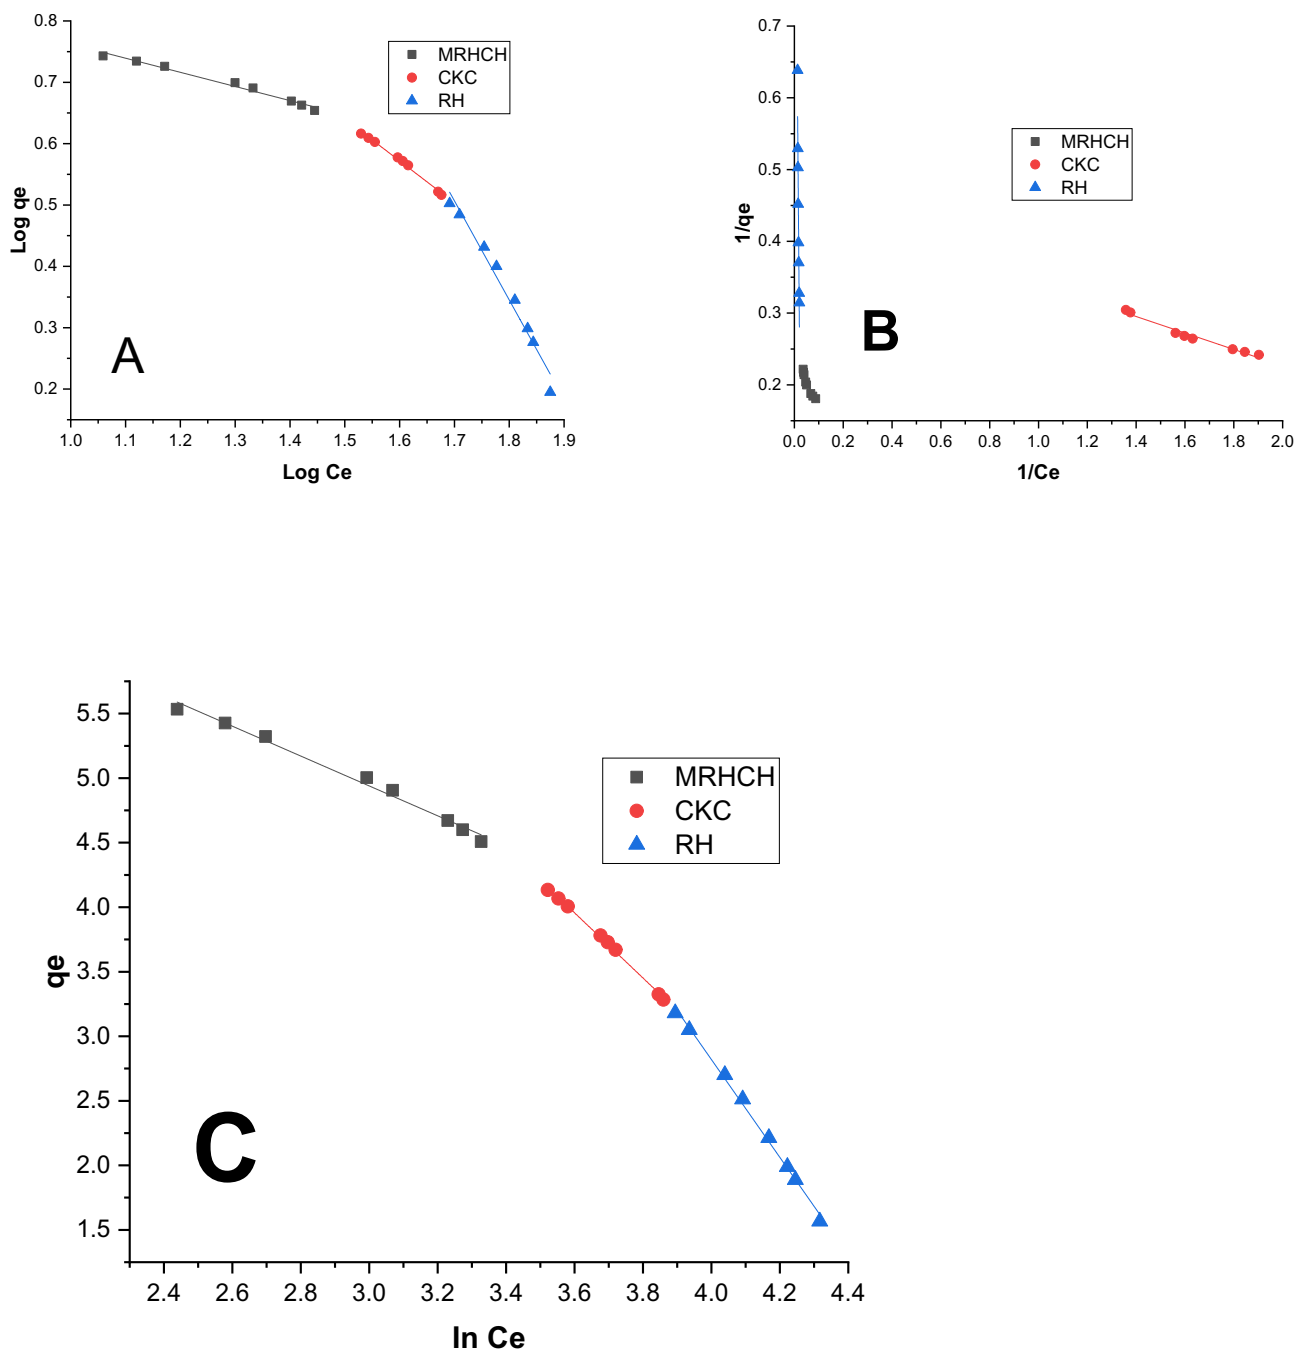 0.8
0.7
0.6
0.5
0.4
0.3
0.2
Log qe
MRHCH
CKC
RH
A
1.0 1.1 1.2 1.3 1.4 1.5 1.6 1.7 1.8 1.9
Log Ce
0.7
0.6
0.5
0.4
0.3
0.2
1/qe
MRHCH
CKC
RH
B
0.0 0.2 0.4 0.6 0.8 1.0 1.2 1.4 1.6 1.8 2.0
1/Ce
5.5
5.0
4.5
4.0
3.5
3.0
2.5
2.0
1.5
qe
MRHCH
CKC
RH
C
2.4 2.6 2.8 3.0 3.2 3.4 3.6 3.8 4.0 4.2 4.4
ln Ce